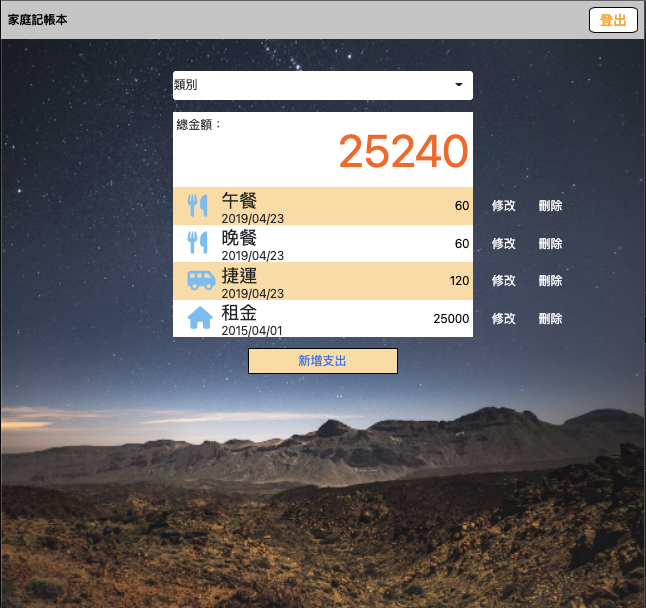 家庭記帳本
登出
類別
總金額：
25240
午餐 60 修改 刪除
2019/04/23
晚餐 60 修改 刪除
2019/04/23
捷運 120 修改 刪除
2019/04/23
租金 25000 修改 刪除
2015/04/01
新增支出